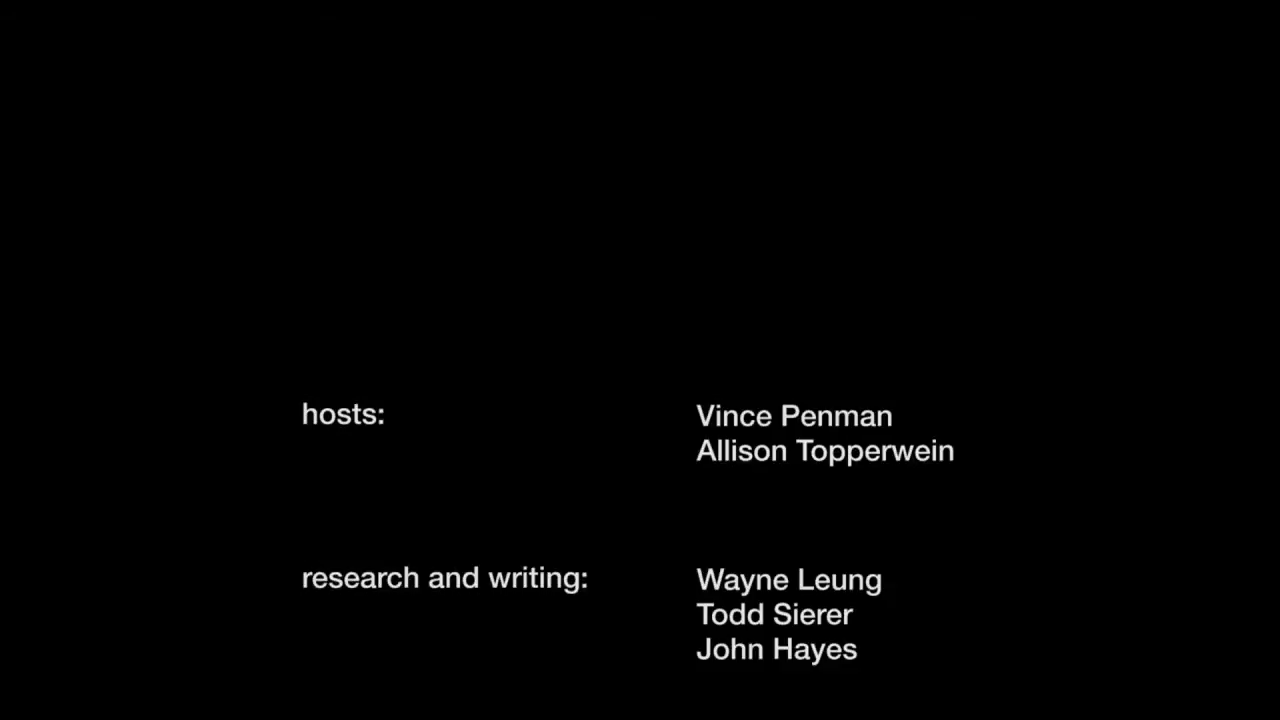 hosts:
Vince Penman
Allison Topperwein
research and writing:
Wayne Leung
Todd Sierer
John Hayes